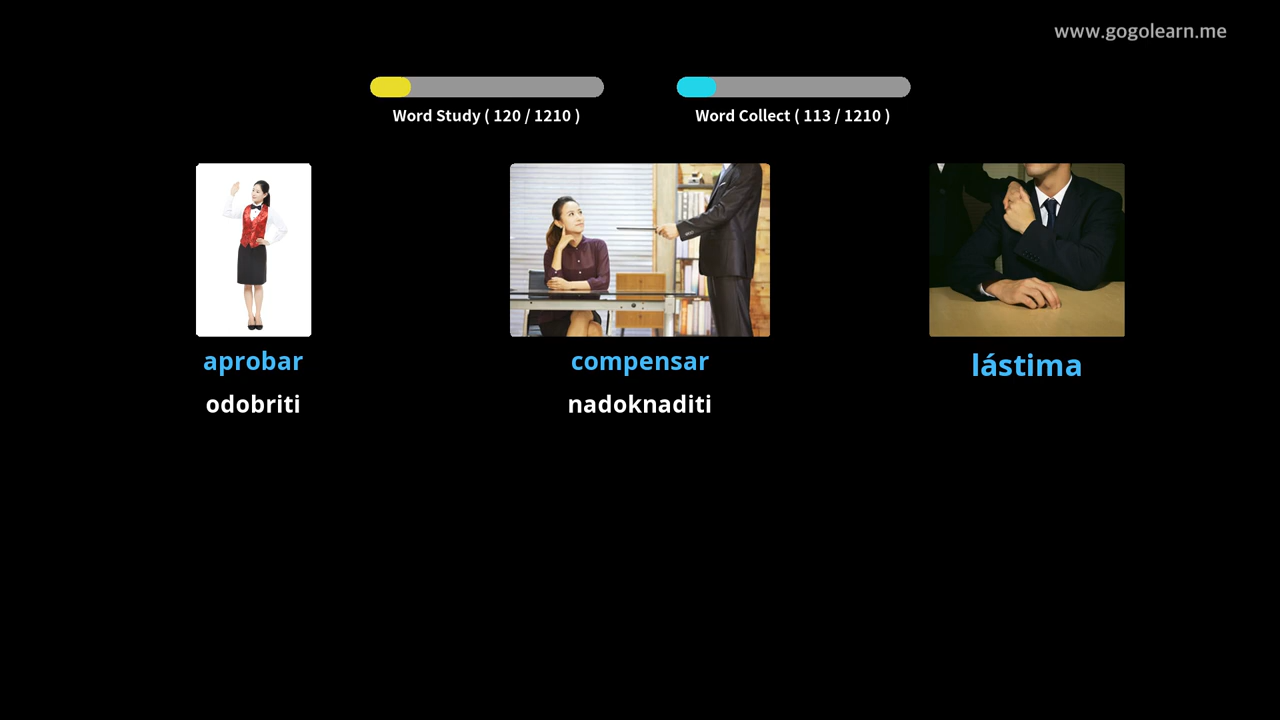 www.gogolearn.me
Word Study ( 120 / 1210 )
Word Collect ( 113 / 1210 )
aprobar
compensar
lástima
odobriti
nadoknaditi